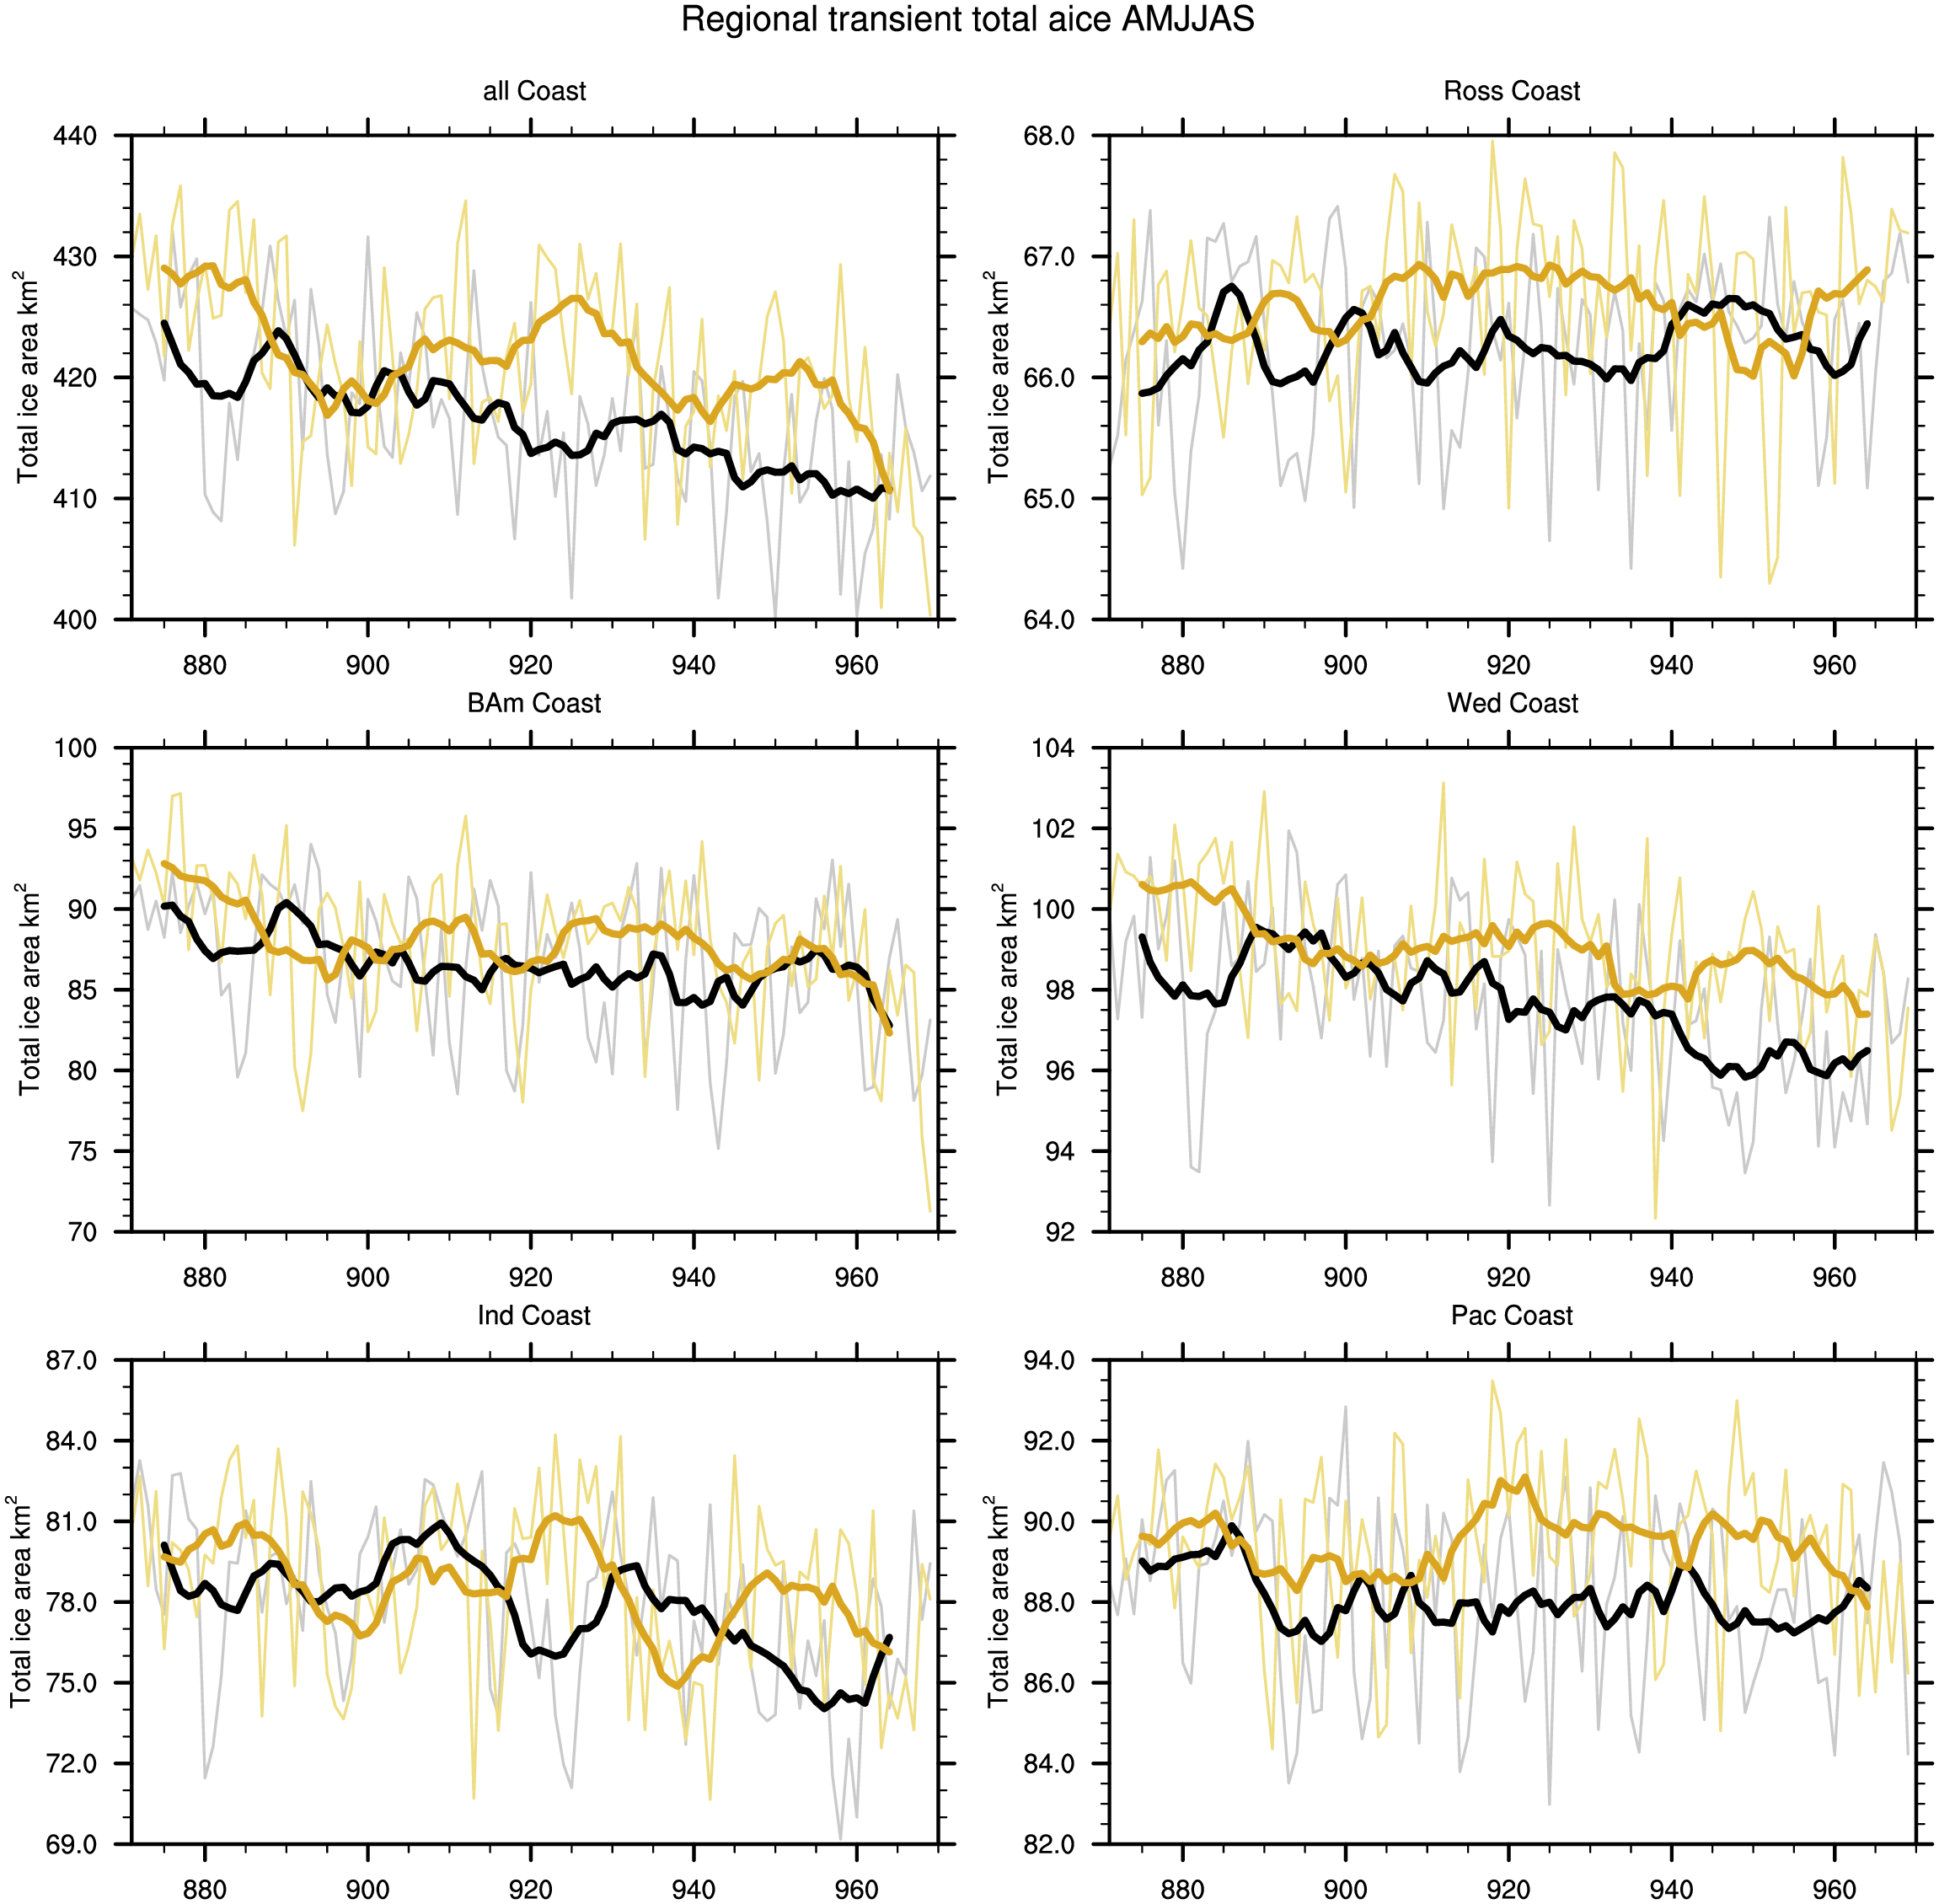 Regional transient total aice AMJJAS
all Coast
Total ice area km²
440
430
420
410
400
880 900 920 940 960
Ross Coast
Total ice area km²
68.0
67.0
66.0
65.0
64.0
880 900 920 940 960
BAm Coast
Total ice area km²
100
95
90
85
80
75
70
880 900 920 940 960
Wed Coast
Total ice area km²
104
102
100
98
96
94
92
880 900 920 940 960
Ind Coast
Total ice area km²
87.0
84.0
81.0
78.0
75.0
72.0
69.0
880 900 920 940 960
Pac Coast
Total ice area km²
94.0
92.0
90.0
88.0
86.0
84.0
82.0
880 900 920 940 960